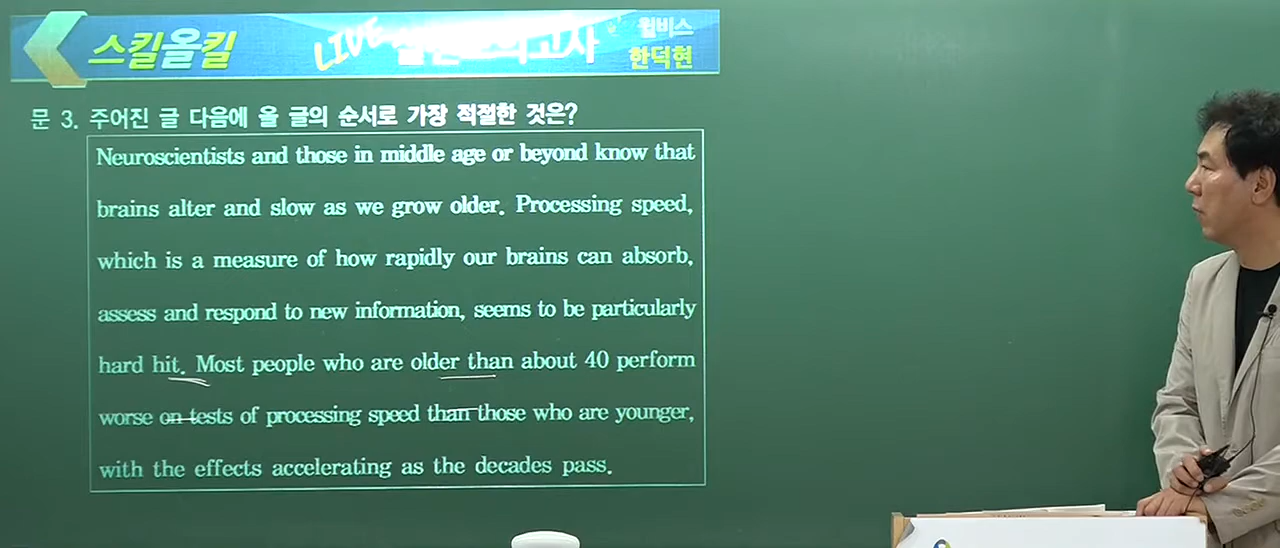 스킬올킬
LIVE
윌비스
한덕현
문 3. 주어진 글 다음에 올 글의 순서로 가장 적절한 것은?
Neuroscientists and those in middle age or beyond know that
brains alter and slow as we grow older. Processing speed,
which is a measure of how rapidly our brains can absorb,
assess and respond to new information, seems to be particularly
hard hit. Most people who are older than about 40 perform
worse on tests of processing speed than those who are younger,
with the effects accelerating as the decades pass.